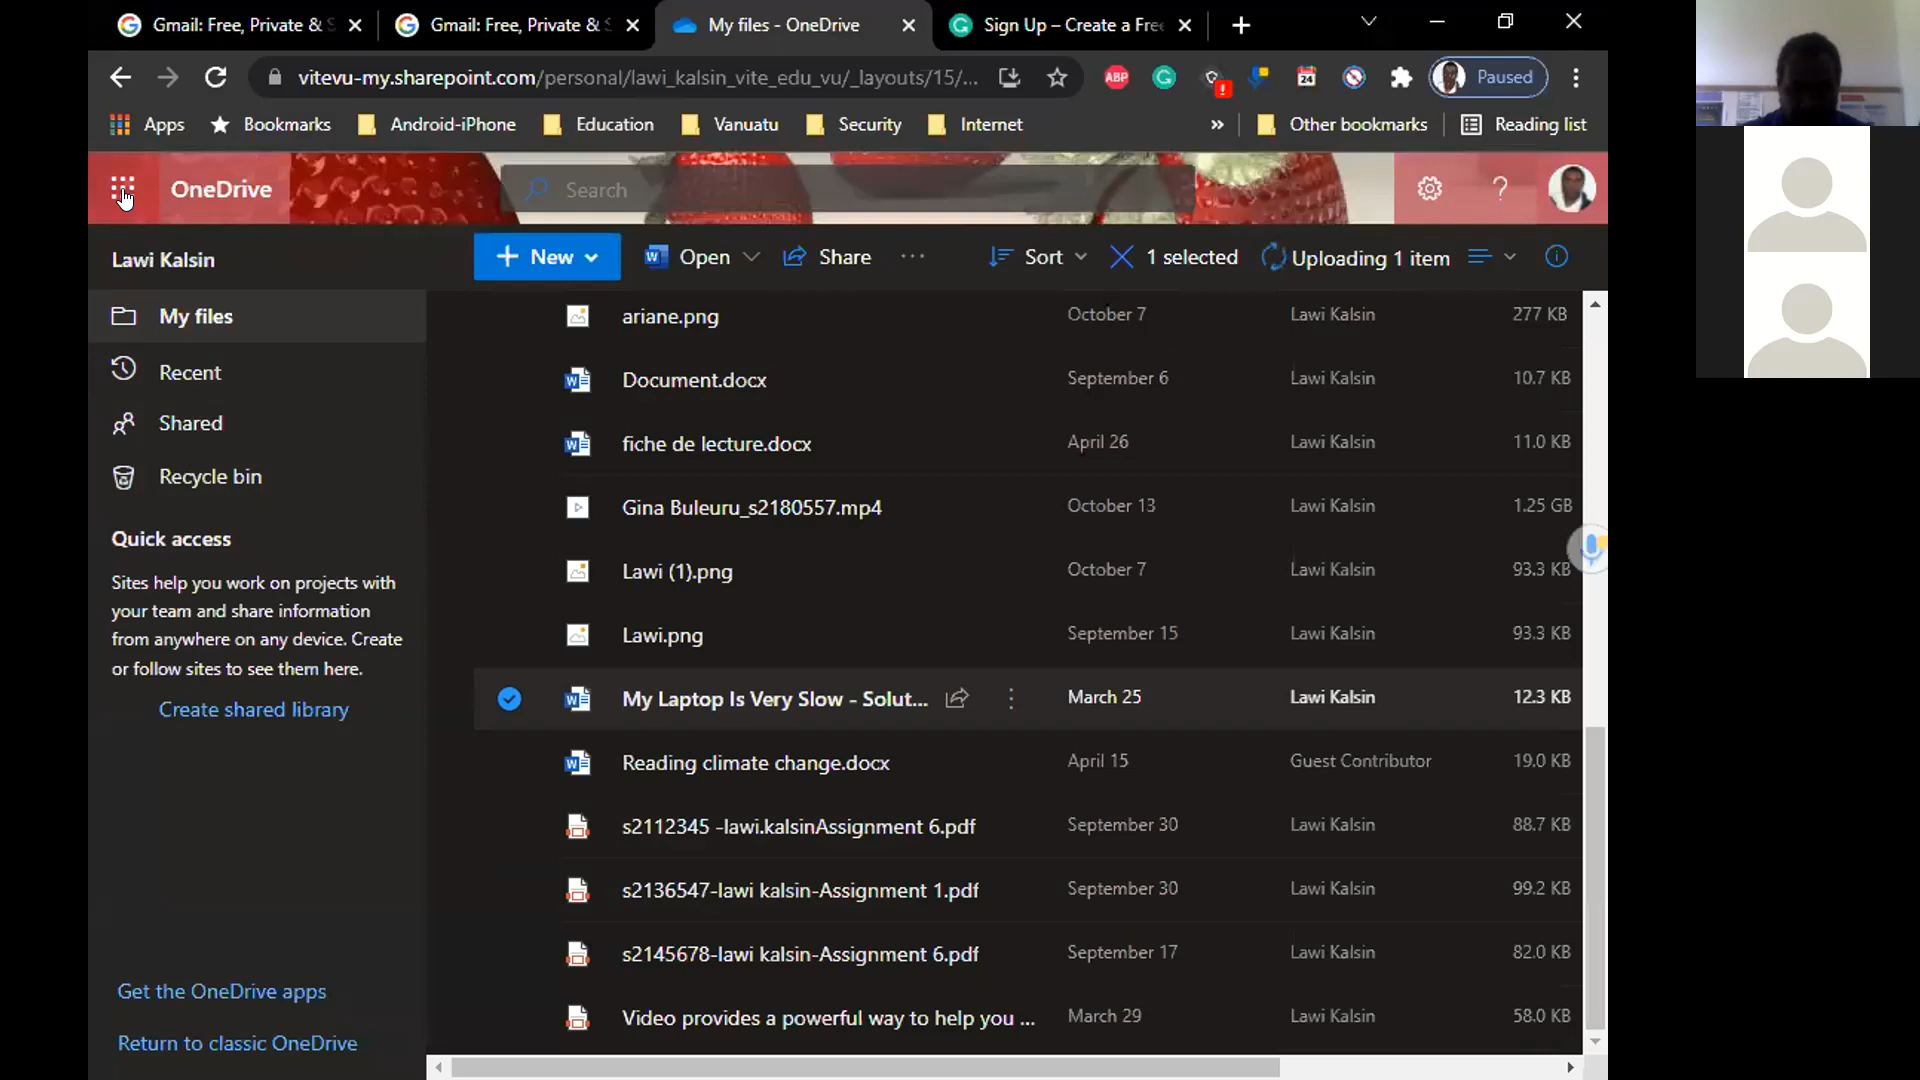 Gmail: Free, Private & S
Gmail: Free, Private & S
My files - OneDrive
Sign Up – Create a Free
vitevu-my.sharepoint.com/personal/lawi_kalsin_vite_edu_vu/_layouts/15/...
ABP
24
Paused
Apps
Bookmarks
Android-iPhone
Education
Vanuatu
Security
Internet
Other bookmarks
Reading list
OneDrive
Search
Lawi Kalsin
New
Open
Share
Sort
1 selected
Uploading 1 item
My files
Recent
Shared
Recycle bin
Quick access
Sites help you work on projects with
your team and share information
from anywhere on any device. Create
or follow sites to see them here.
Create shared library
Get the OneDrive apps
Return to classic OneDrive
ariane.png October 7 Lawi Kalsin 277 KB
Document.docx September 6 Lawi Kalsin 10.7 KB
fiche de lecture.docx April 26 Lawi Kalsin 11.0 KB
Gina Buleuru_s2180557.mp4 October 13 Lawi Kalsin 1.25 GB
Lawi (1).png October 7 Lawi Kalsin 93.3 KB
Lawi.png September 15 Lawi Kalsin 93.3 KB
My Laptop Is Very Slow - Solut... March 25 Lawi Kalsin 12.3 KB
Reading climate change.docx April 15 Guest Contributor 19.0 KB
s2112345 -lawi.kalsinAssignment 6.pdf September 30 Lawi Kalsin 88.7 KB
s2136547-lawi kalsin-Assignment 1.pdf September 30 Lawi Kalsin 99.2 KB
s2145678-lawi kalsin-Assignment 6.pdf September 17 Lawi Kalsin 82.0 KB
Video provides a powerful way to help you ... March 29 Lawi Kalsin 58.0 KB